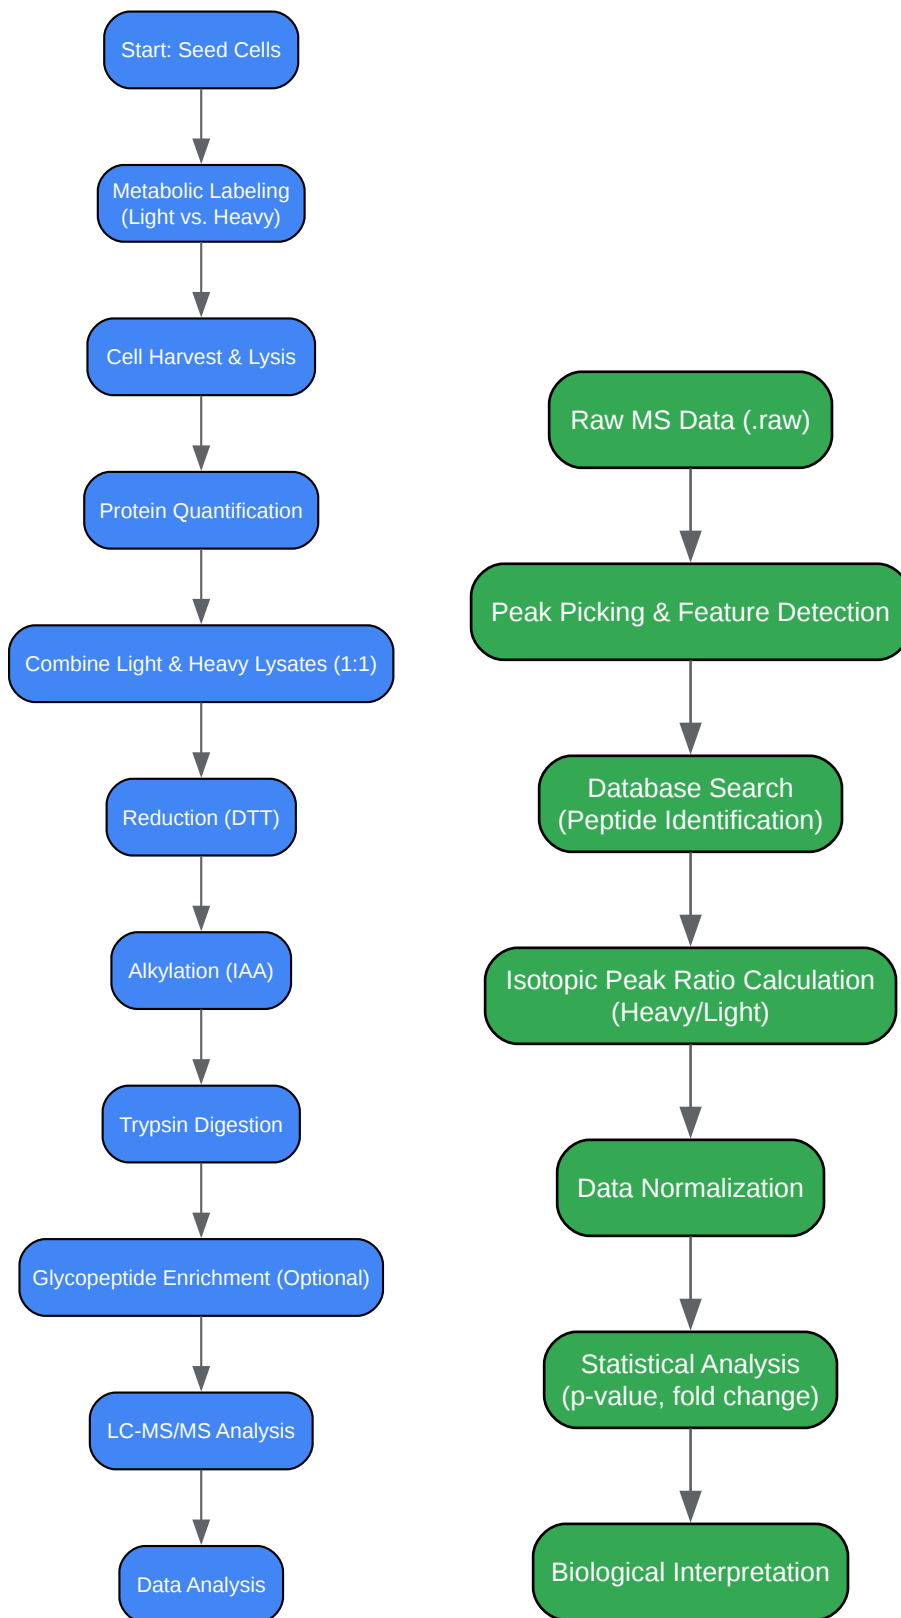 Start: Seed Cells
Metabolic Labeling
(Light vs. Heavy)
Cell Harvest & Lysis
Protein Quantification
Combine Light & Heavy Lysates (1:1)
Reduction (DTT)
Alkylation (IAA)
Trypsin Digestion
Glycopeptide Enrichment (Optional)
LC-MS/MS Analysis
Data Analysis
Raw MS Data (.raw)
Peak Picking & Feature Detection
Database Search
(Peptide Identification)
Isotopic Peak Ratio Calculation
(Heavy/Light)
Data Normalization
Statistical Analysis
(p-value, fold change)
Biological Interpretation